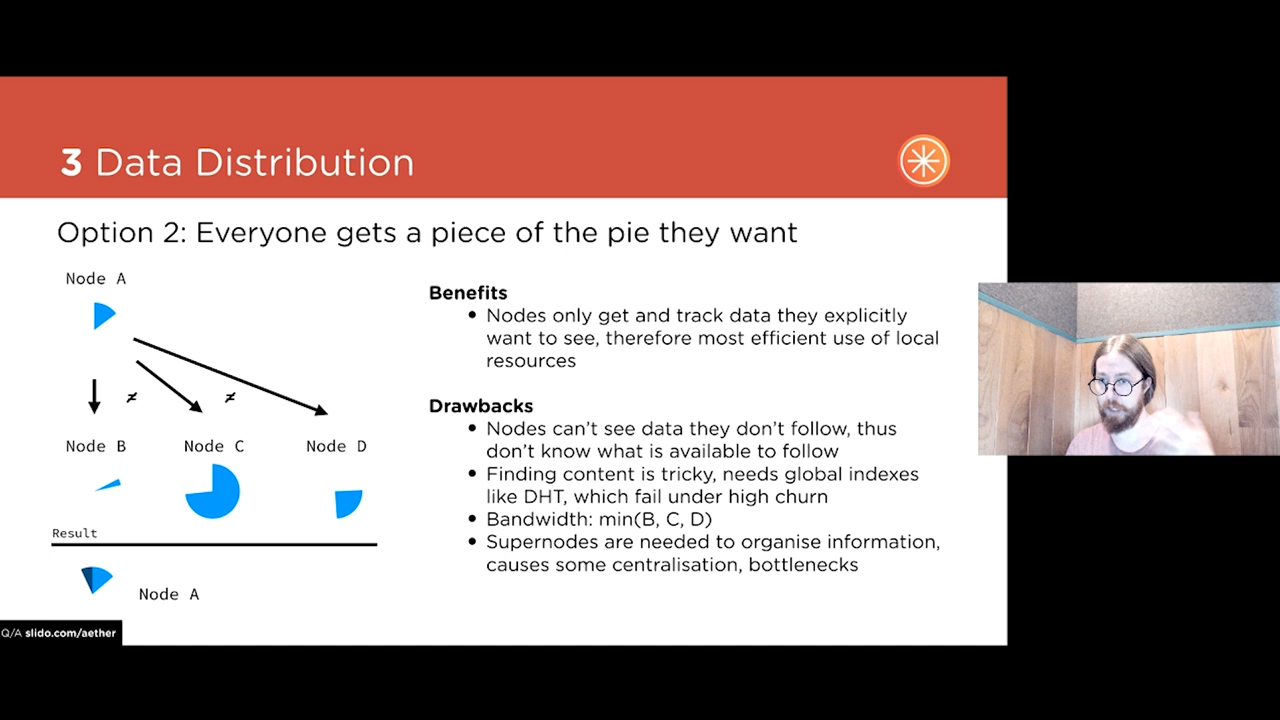 3 Data Distribution
Option 2: Everyone gets a piece of the pie they want
Node A
≠
≠
Node B
Node C
Node D
Result
Node A
Benefits
• Nodes only get and track data they explicitly
want to see, therefore most efficient use of local
resources
Drawbacks
• Nodes can’t see data they don’t follow, thus
don’t know what is available to follow
• Finding content is tricky, needs global indexes
like DHT, which fail under high churn
• Bandwidth: min(B, C, D)
• Supernodes are needed to organise information,
causes some centralisation, bottlenecks
Q/A slido.com/aether